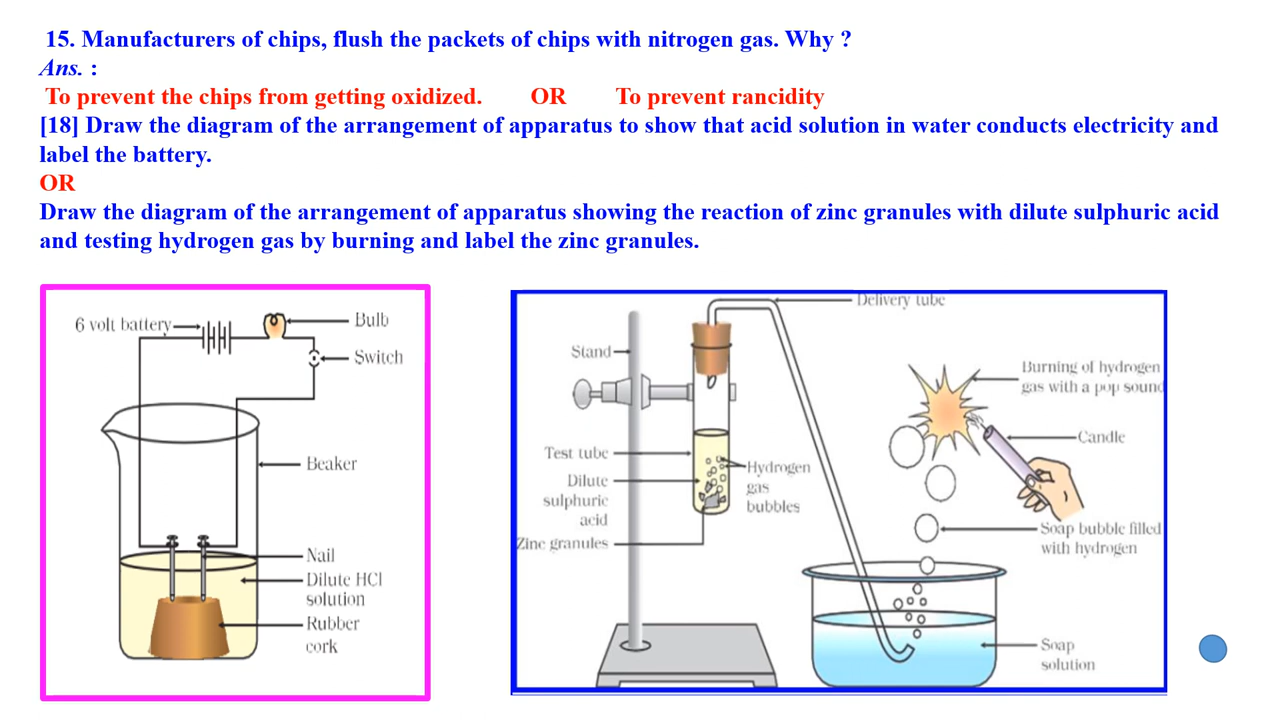 15. Manufacturers of chips, flush the packets of chips with nitrogen gas. Why ?
Ans. :
To prevent the chips from getting oxidized. OR To prevent rancidity
[18] Draw the diagram of the arrangement of apparatus to show that acid solution in water conducts electricity and
label the battery.
OR
Draw the diagram of the arrangement of apparatus showing the reaction of zinc granules with dilute sulphuric acid
and testing hydrogen gas by burning and label the zinc granules.
6 volt battery
Bulb
Switch
Beaker
Nail
Dilute HCl
solution
Rubber
cork
Delivery tube
Stand
Burning of hydrogen
gas with a pop sound
Candle
Test tube
Hydrogen
gas
bubbles
Dilute
sulphuric
acid
Zinc granules
Soap bubble filled
with hydrogen
Soap
solution